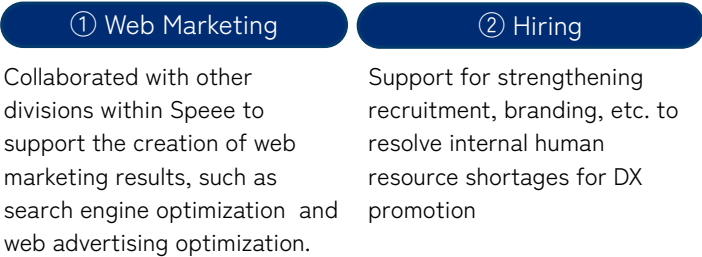 ① Web Marketing
Collaborated with other
divisions within Speee to
support the creation of web
marketing results, such as
search engine optimization  and
web advertising optimization.
② Hiring
Support for strengthening
recruitment, branding, etc. to
resolve internal human
resource shortages for DX
promotion